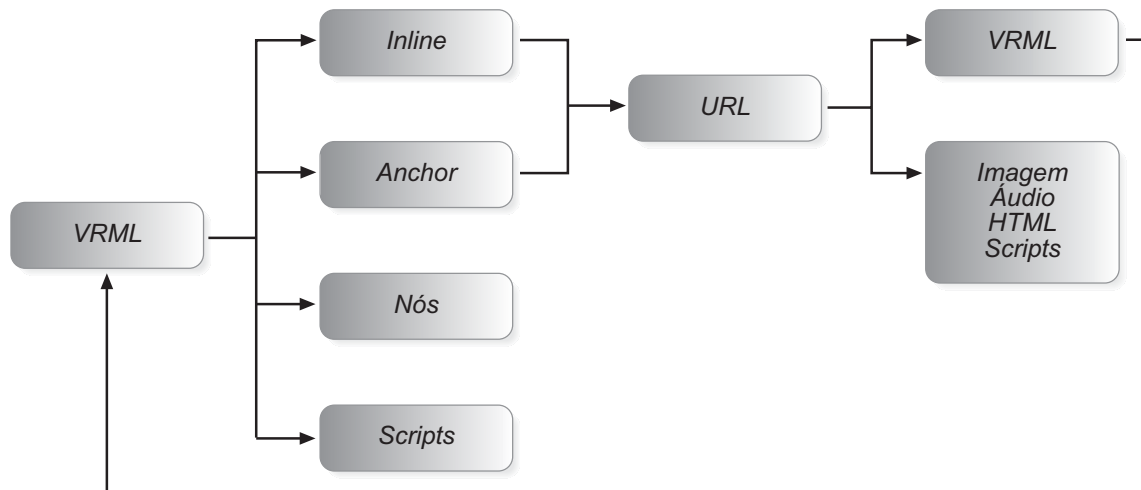 Inline
VRML
URL
Anchor
Imagem
Áudio
HTML
Scripts
VRML
Nós
Scripts